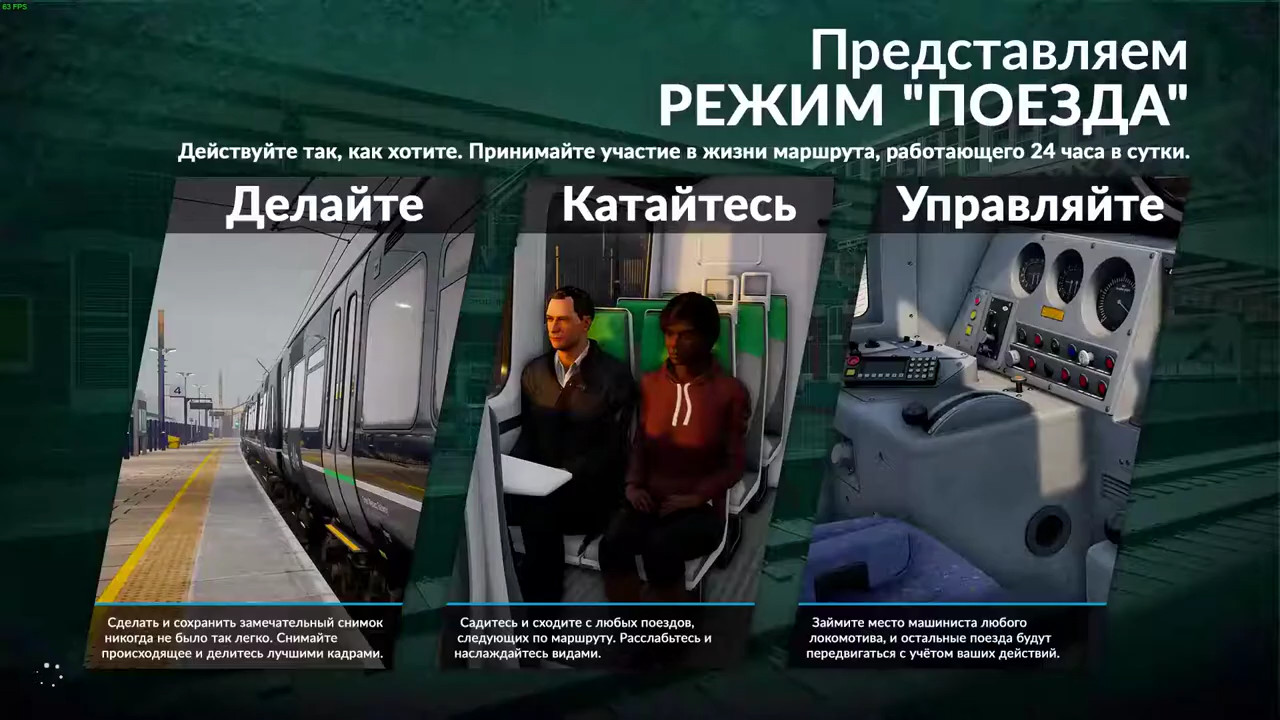 63 FPS
Представляем
РЕЖИМ "ПОЕЗДА"
Действуйте так, как хотите. Принимайте участие в жизни маршрута, работающего 24 часа в сутки.
Делайте
Катайтесь
Управляйте
4
Сделать и сохранить замечательный снимок
никогда не было так легко. Снимайте
происходящее и делитесь лучшими кадрами.
Садитесь и сходите с любых поездов,
следующих по маршруту. Расслабьтесь и
наслаждайтесь видами.
Займите место машиниста любого
локомотива, и остальные поезда будут
передвигаться с учётом ваших действий.